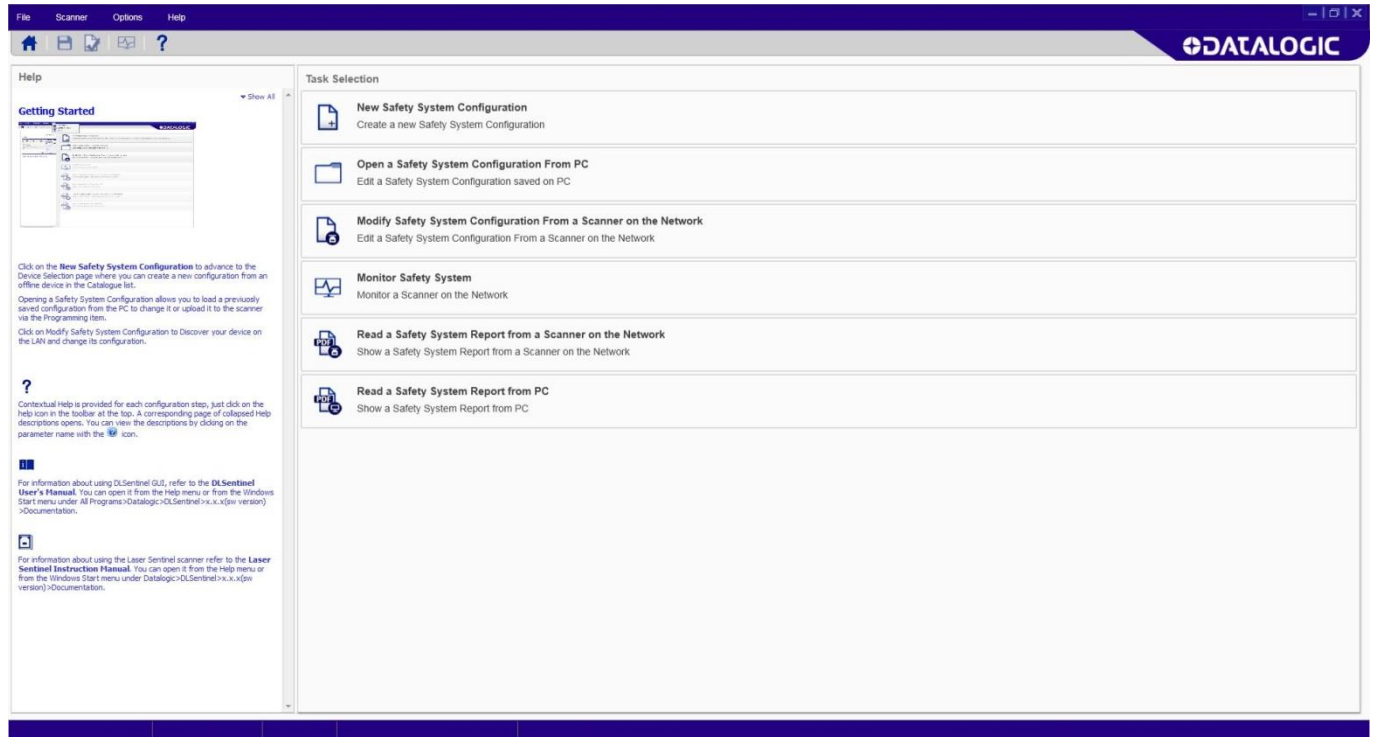 File Scanner Options Help
DATALOGIC
Help
Show All
Getting Started
Click on the New Safety System Configuration to advance to the
Device Selection page where you can create a new configuration from an
offline device in the Catalogue list.
Opening a Safety System Configuration allows you to load a previuosly
saved configuration from the PC to change it or upload it to the scanner
via the Programming item.
Click on Modify Safety System Configuration to Discover your device on
the LAN and change its configuration.
?
Contextual Help is provided for each configuration step, just click on the
help icon in the toolbar at the top. A corresponding page of collapsed Help
descriptions opens. You can view the descriptions by clicking on the
parameter name with the ? icon.
For information about using DLSentinel GUI, refer to the DLSentinel
User's Manual. You can open it from the Help menu or from the Windows
Start menu under All Programs>Datalogic>DLSentinel>x.x.x(sw version)
>Documentation.
For information about using the Laser Sentinel scanner refer to the Laser
Sentinel Instruction Manual. You can open it from the Help menu or
from the Windows Start menu under Datalogic>DLSentinel>x.x.x(sw
version)>Documentation.
Task Selection
New Safety System Configuration
Create a new Safety System Configuration
Open a Safety System Configuration From PC
Edit a Safety System Configuration saved on PC
Modify Safety System Configuration From a Scanner on the Network
Edit a Safety System Configuration From a Scanner on the Network
Monitor Safety System
Monitor a Scanner on the Network
PDF
Read a Safety System Report from a Scanner on the Network
Show a Safety System Report from a Scanner on the Network
PDF
Read a Safety System Report from PC
Show a Safety System Report from PC